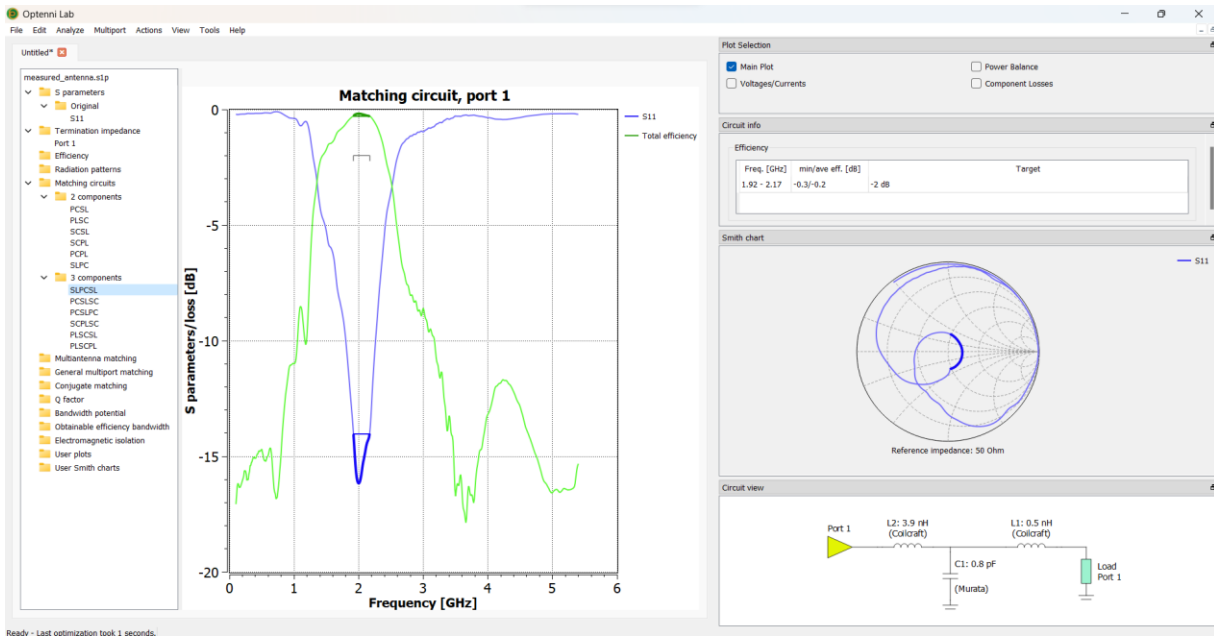 Optenni Lab
File Edit Analyze Multiport Actions View Tools Help
Untitled*
measured_antenna.s1p
S parameters
Original
S11
Termination impedance
Port 1
Efficiency
Radiation patterns
Matching circuits
2 components
PCSL
PLSC
SCSL
SCPL
PCPL
SLPC
3 components
SLPCSL
PCSLSC
PCSLPC
SCPLSC
PLSCSL
PLSCPL
Multiantenna matching
General multiport matching
Conjugate matching
Q factor
Bandwidth potential
Obtainable efficiency bandwidth
Electromagnetic isolation
User plots
User Smith charts
Matching circuit, port 1
S11
Total efficiency
S parameters/loss [dB]
0
-5
-10
-15
-20
0 1 2 3 4 5 6
Frequency [GHz]
Plot Selection
Main Plot
Power Balance
Voltages/Currents
Component Losses
Circuit info
Efficiency
Freq. [GHz] min/ave eff. [dB] Target
1.92 - 2.17 -0.3/-0.2 -2 dB
Smith chart
S11
Reference impedance: 50 Ohm
Circuit view
Port 1
L2: 3.9 nH
(Coilcraft)
L1: 0.5 nH
(Coilcraft)
C1: 0.8 pF
(Murata)
Load
Port 1
Ready - Last optimization took 1 seconds.